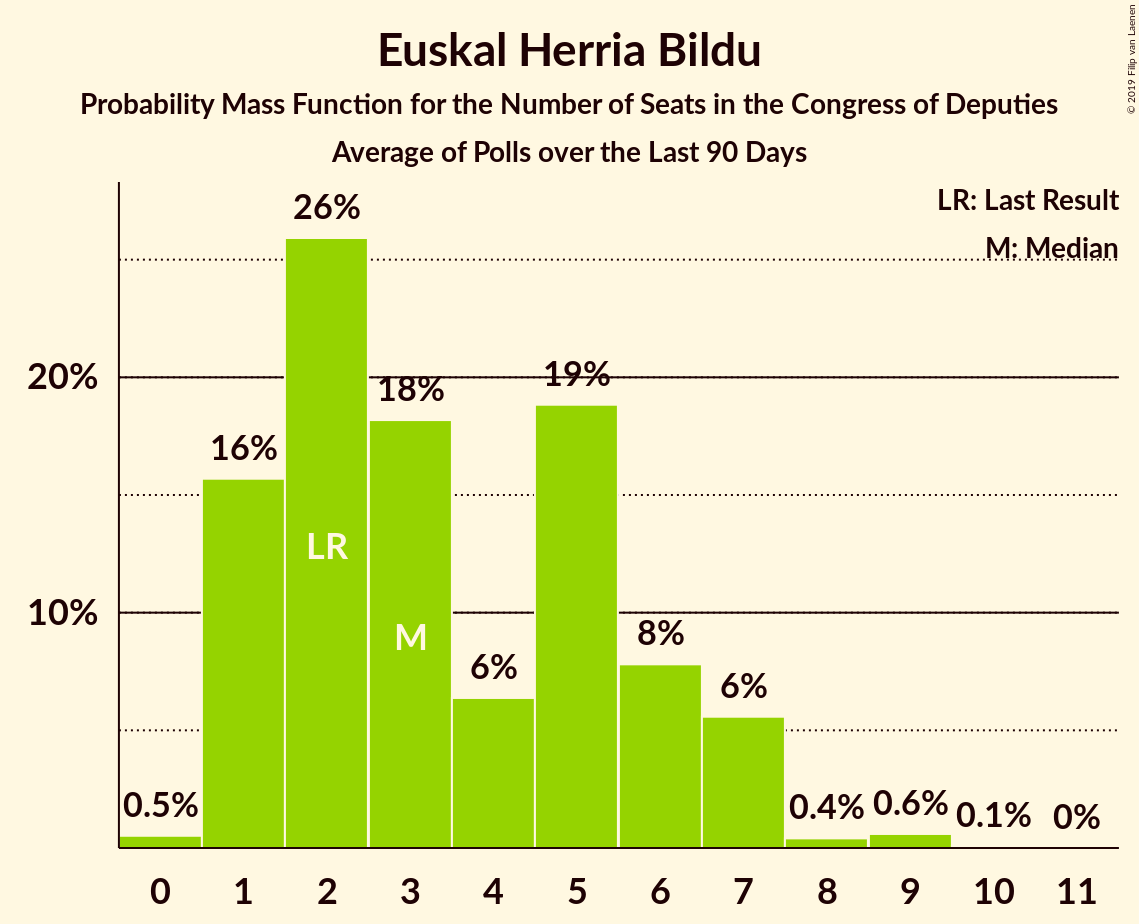 Euskal Herria Bildu
Probability Mass Function for the Number of Seats in the Congress of Deputies
Average of Polls over the Last 90 Days
© 2019 Filip van Laenen
LR: Last Result
M: Median
26%
20%
19%
18%
16%
LR
M
10%
8%
6%
6%
0.5%
0.4%
0.6%
0.1%
0%
0 1 2 3 4 5 6 7 8 9 10 11